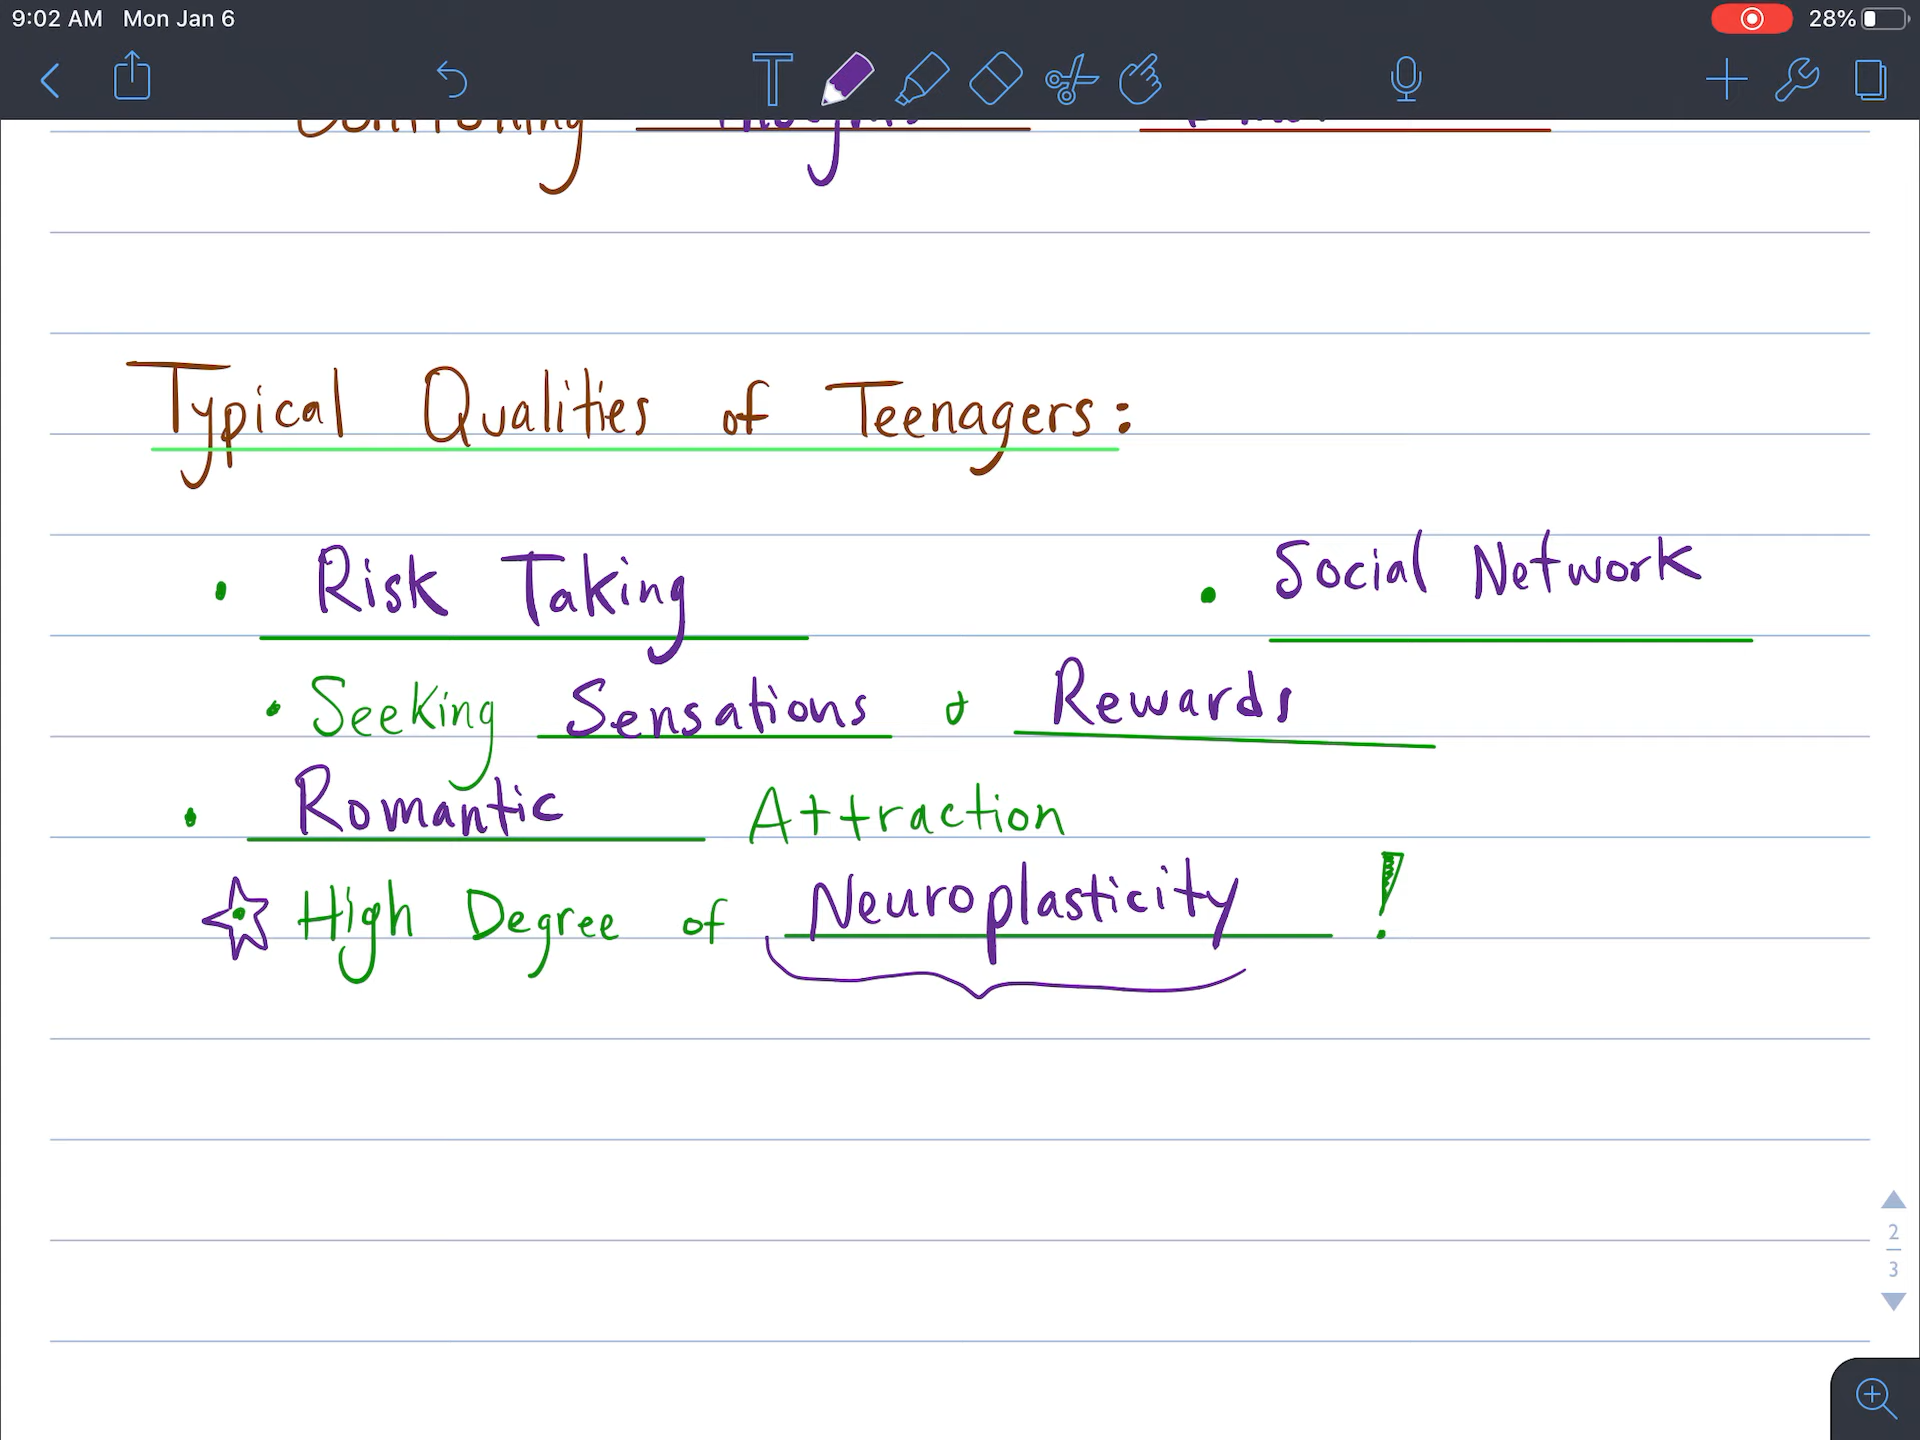 9:02 AM Mon Jan 6 28%
Controlling
Typical Qualities of Teenagers:
• Risk Taking • Social Network
• Seeking Sensations & Rewards
• Romantic Attraction
High Degree of Neuroplasticity !
2
3